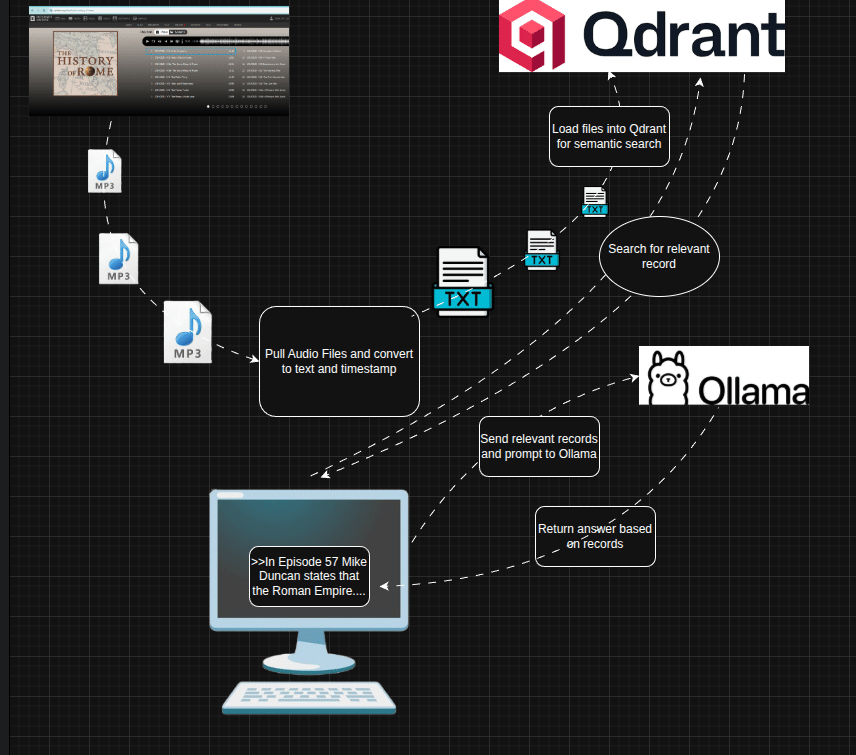 THE
HISTORY
OF ROME
Qdrant
Load files into Qdrant
for semantic search
MP3
TXT
MP3
TXT
Search for relevant
record
TXT
MP3
Pull Audio Files and convert
to text and timestamp
Ollama
Send relevant records
and prompt to Ollama
Return answer based
on records
>>In Episode 57 Mike
Duncan states that
the Roman Empire....